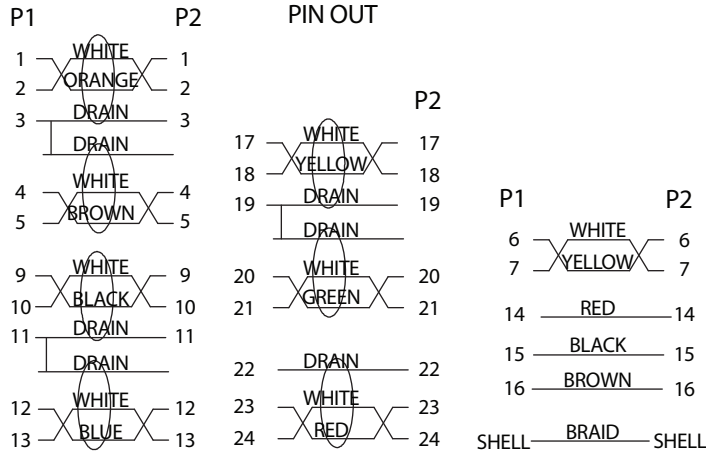 P1 P2
1 WHITE 1
2 ORANGE 2
3 DRAIN 3
DRAIN
4 WHITE 4
5 BROWN 5
9 WHITE 9
10 BLACK 10
11 DRAIN 11
DRAIN
12 WHITE 12
13 BLUE 13
PIN OUT
P2
17 WHITE 17
18 YELLOW 18
19 DRAIN 19
DRAIN
20 WHITE 20
21 GREEN 21
22 DRAIN 22
23 WHITE 23
24 RED 24
P1 P2
6 WHITE 6
7 YELLOW 7
14 RED 14
15 BLACK 15
16 BROWN 16
SHELL BRAID SHELL